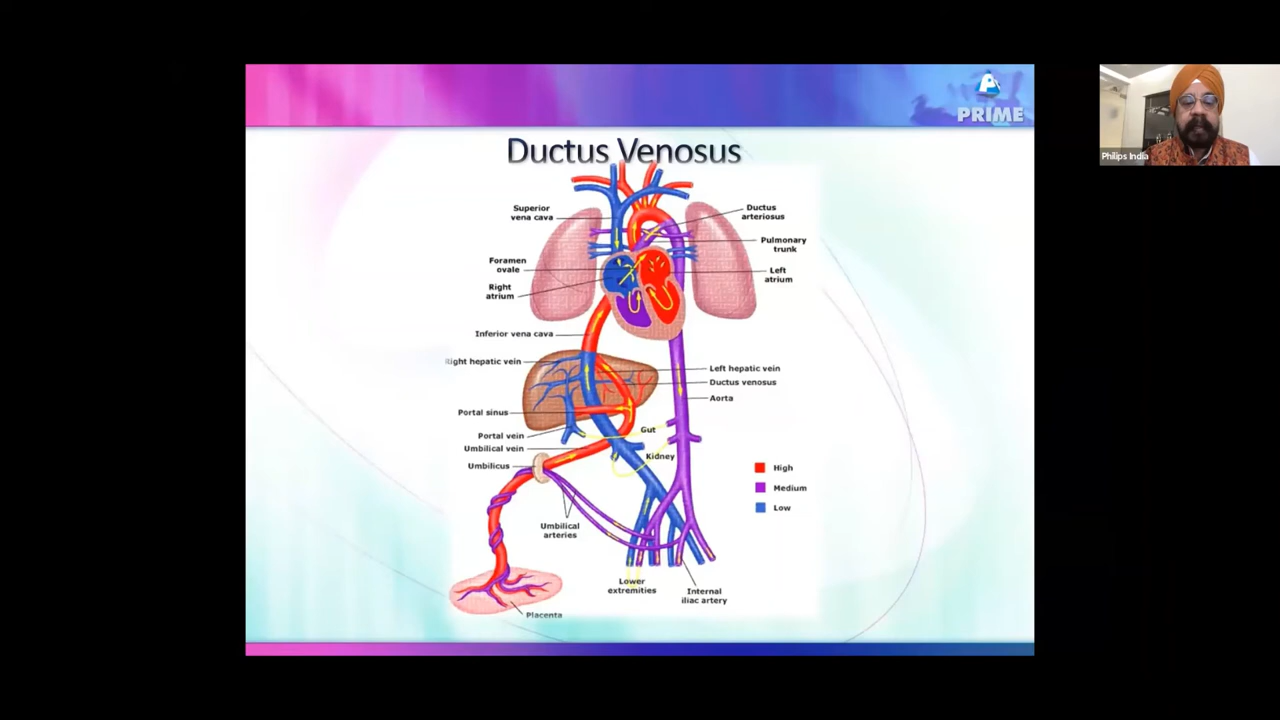 PRIME
Ductus Venosus
Superior
vena cava
Ductus
arteriosus
Pulmonary
trunk
Foramen
ovale
Left
atrium
Right
atrium
Inferior vena cava
Right hepatic vein
Left hepatic vein
Ductus venosus
Aorta
Portal sinus
Gut
Portal vein
Umbilical vein
Kidney
Umbilicus
High
Medium
Low
Umbilical
arteries
Lower
extremities
Internal
iliac artery
Placenta
Philips India